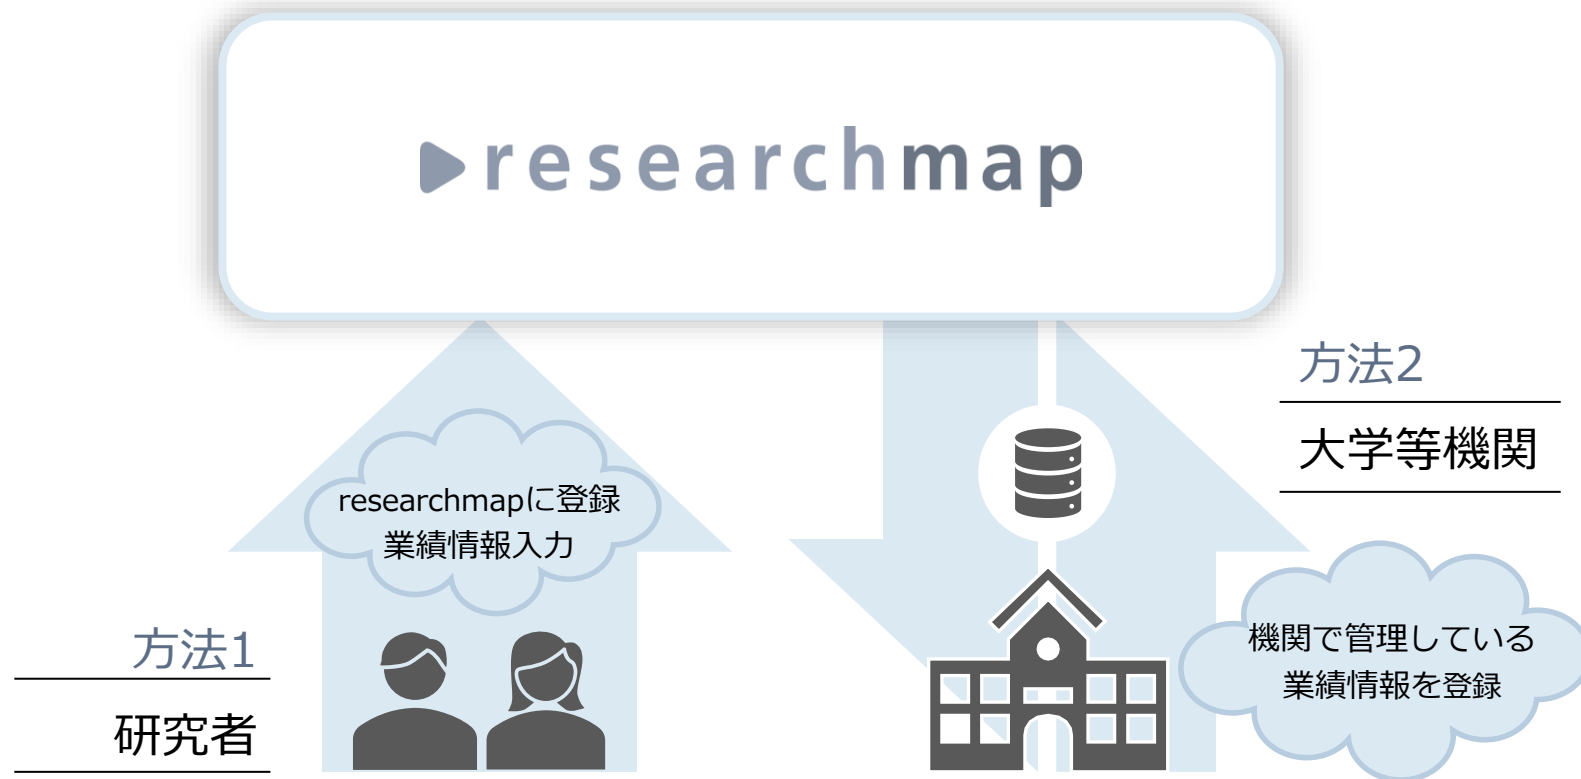 researchmap
方法2
大学等機関
researchmapに登録
業績情報入力
方法1
研究者
機関で管理している
業績情報を登録